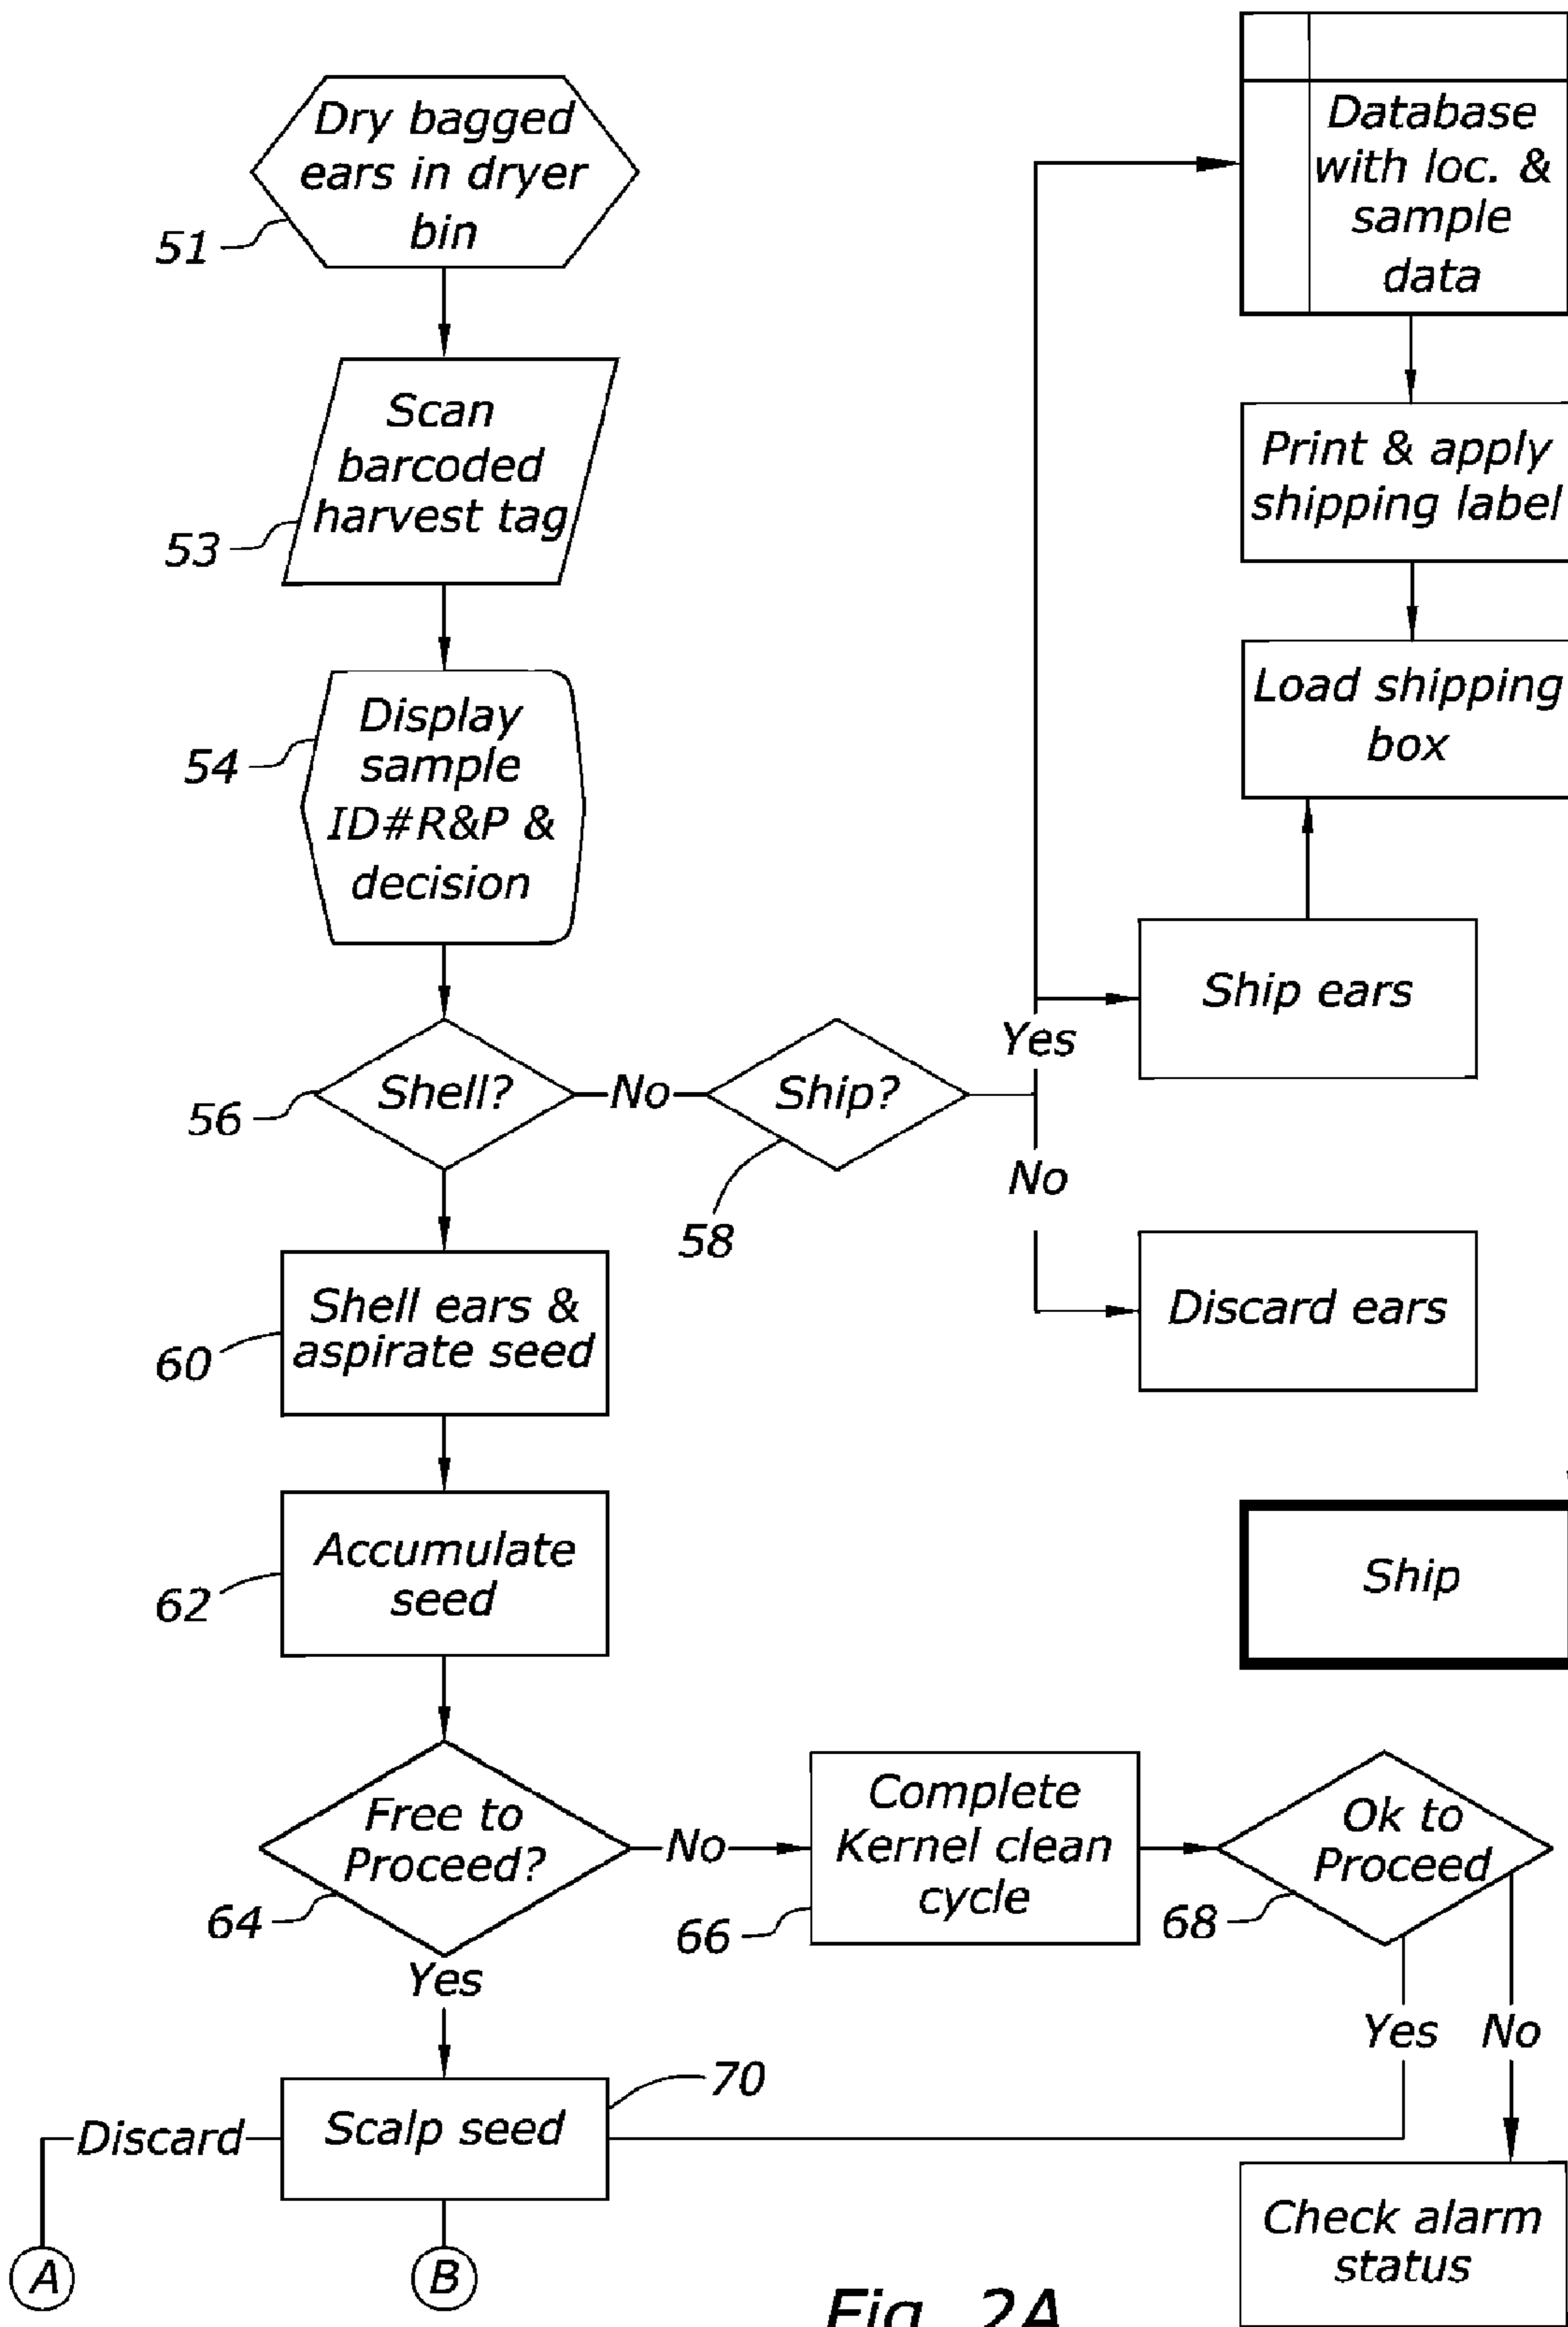 Dry bagged
ears in dryer
bin
51
Database
with loc. &
sample
data
Scan
barcoded
harvest tag
53
Print & apply
shipping label
Display
sample
ID#R&P &
decision
54
Load shipping
box
Ship ears
Yes
Shell?
No
Ship?
56
No
58
Shell ears &
aspirate seed
60
Discard ears
Accumulate
seed
62
Ship
Free to
Proceed?
64
No
Complete
Kernel clean
cycle
66
Ok to
Proceed
68
Yes
Yes
No
70
Discard
Scalp seed
Check alarm
status
A
B
Fig. 2A